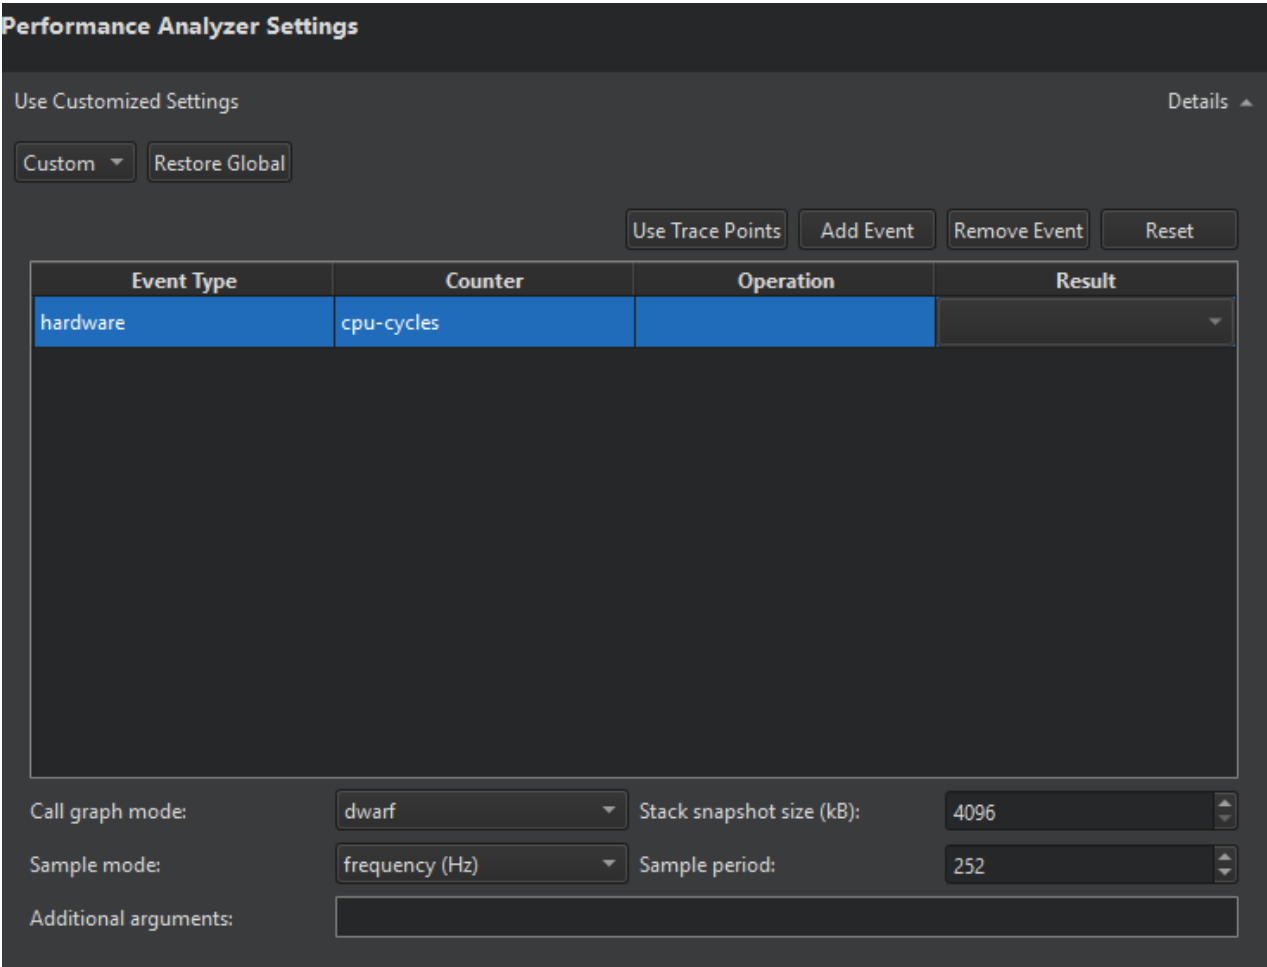 Performance Analyzer Settings
Use Customized Settings Details
Custom Restore Global
Use Trace Points Add Event Remove Event Reset
Event Type Counter Operation Result
hardware cpu-cycles
Call graph mode: dwarf Stack snapshot size (kB): 4096
Sample mode: frequency (Hz) Sample period: 252
Additional arguments: